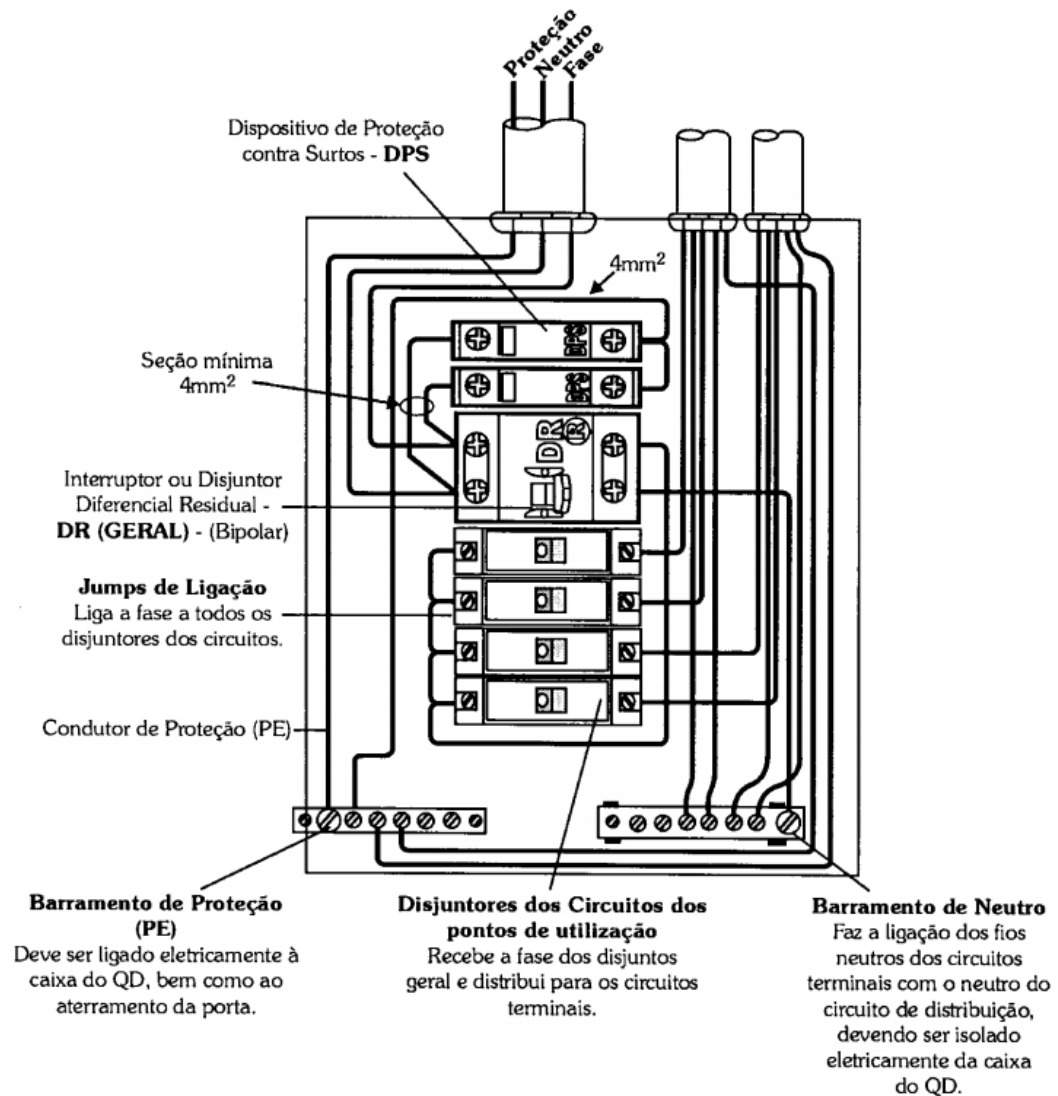 Proteção
Neutro
Fase
Dispositivo de Proteção
contra Surtos - DPS
4mm²
DPS
Seção mínima
4mm²
DPS
DR
IR
Interruptor ou Disjuntor
Diferencial Residual -
DR (GERAL) - (Bipolar)
Jumps de Ligação
Liga a fase a todos os
disjuntores dos circuitos.
Condutor de Proteção (PE)
Barramento de Proteção
(PE)
Deve ser ligado eletricamente à
caixa do QD, bem como ao
aterramento da porta.
Disjuntores dos Circuitos dos
pontos de utilização
Recebe a fase dos disjuntos
geral e distribui para os circuitos
terminais.
Barramento de Neutro
Faz a ligação dos fios
neutros dos circuitos
terminais com o neutro do
circuito de distribuição,
devendo ser isolado
eletricamente da caixa
do QD.